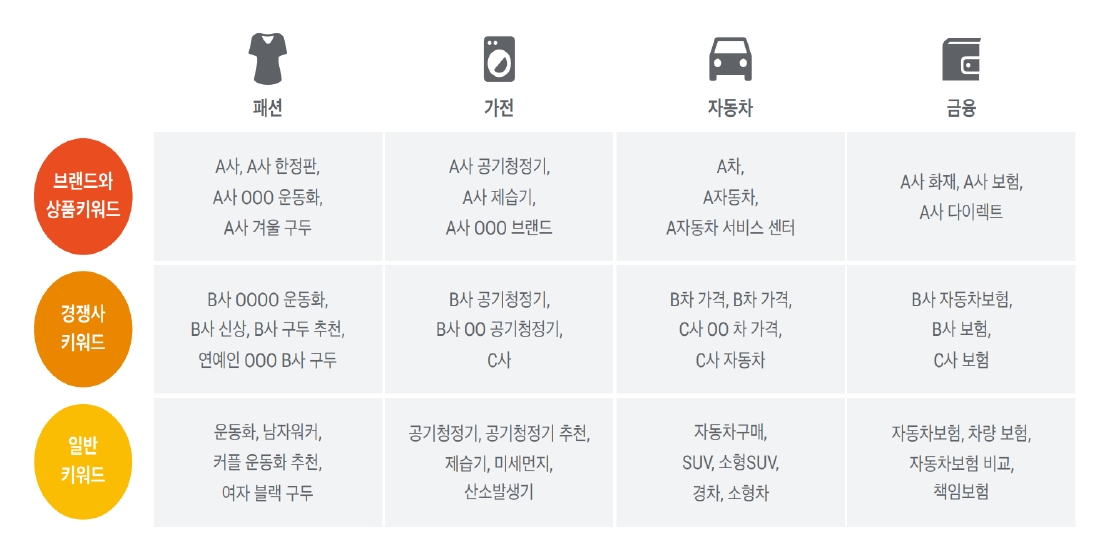 패션
가전
자동차
금융
브랜드와
상품키워드
A사, A사 한정판,
A사 OOO 운동화,
A사 겨울 구두
A사 공기청정기,
A사 제습기,
A사 OOO 브랜드
A차,
A자동차,
A자동차 서비스 센터
A사 화재, A사 보험,
A사 다이렉트
경쟁사
키워드
B사 OOOO 운동화,
B사 신상, B사 구두 추천,
연예인 OOO B사 구두
B사 공기청정기,
B사 OO 공기청정기,
C사
B차 가격, B차 가격,
C사 OO 차 가격,
C사 자동차
B사 자동차보험,
B사 보험,
C사 보험
일반
키워드
운동화, 남자워커,
커플 운동화 추천,
여자 블랙 구두
공기청정기, 공기청정기 추천,
제습기, 미세먼지,
산소발생기
자동차구매,
SUV, 소형SUV,
경차, 소형차
자동차보험, 차량 보험,
자동차보험 비교,
책임보험